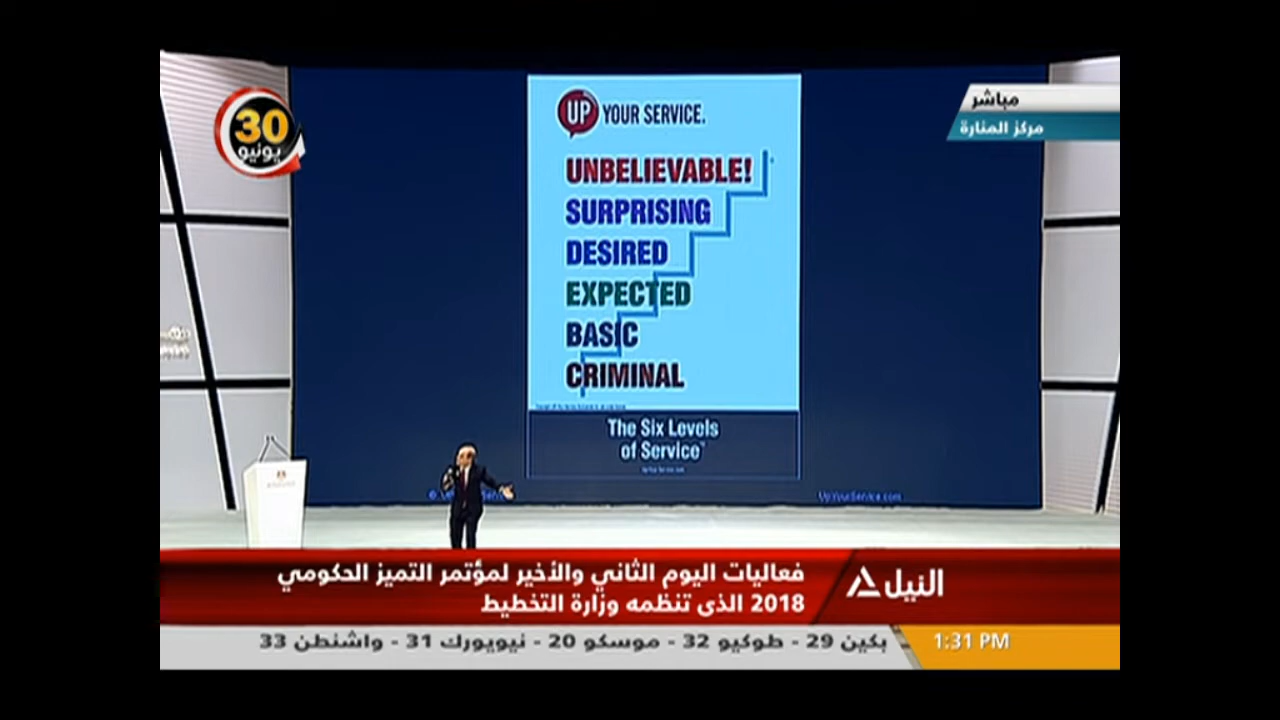 30
يونيو
مباشر
مركز المنارة
UP YOUR SERVICE.
UNBELIEVABLE!
SURPRISING
DESIRED
EXPECTED
BASIC
CRIMINAL
The Six Levels
of Service™
UpYourService.com
النيل
فعاليات اليوم الثاني والأخير لمؤتمر التميز الحكومي
2018 الذى تنظمه وزارة التخطيط
1:31 PM
بكين 29 - طوكيو 32 - موسكو 20 - نيويورك 31 - واشنطن 33